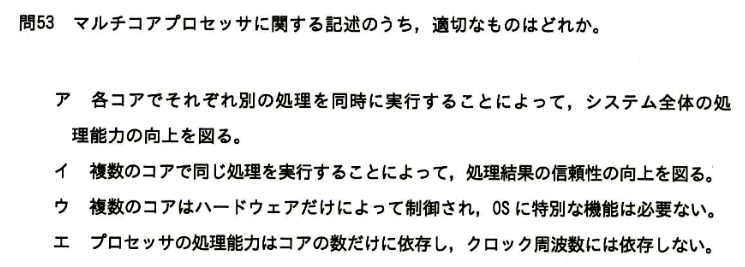 問53 マルチコアプロセッサに関する記述のうち，適切なものはどれか。
ア 各コアでそれぞれ別の処理を同時に実行することによって，システム全体の処
理能力の向上を図る。
イ 複数のコアで同じ処理を実行することによって，処理結果の信頼性の向上を図る。
ウ 複数のコアはハードウェアだけによって制御され，OSに特別な機能は必要ない。
エ プロセッサの処理能力はコアの数だけに依存し，クロック周波数には依存しない。